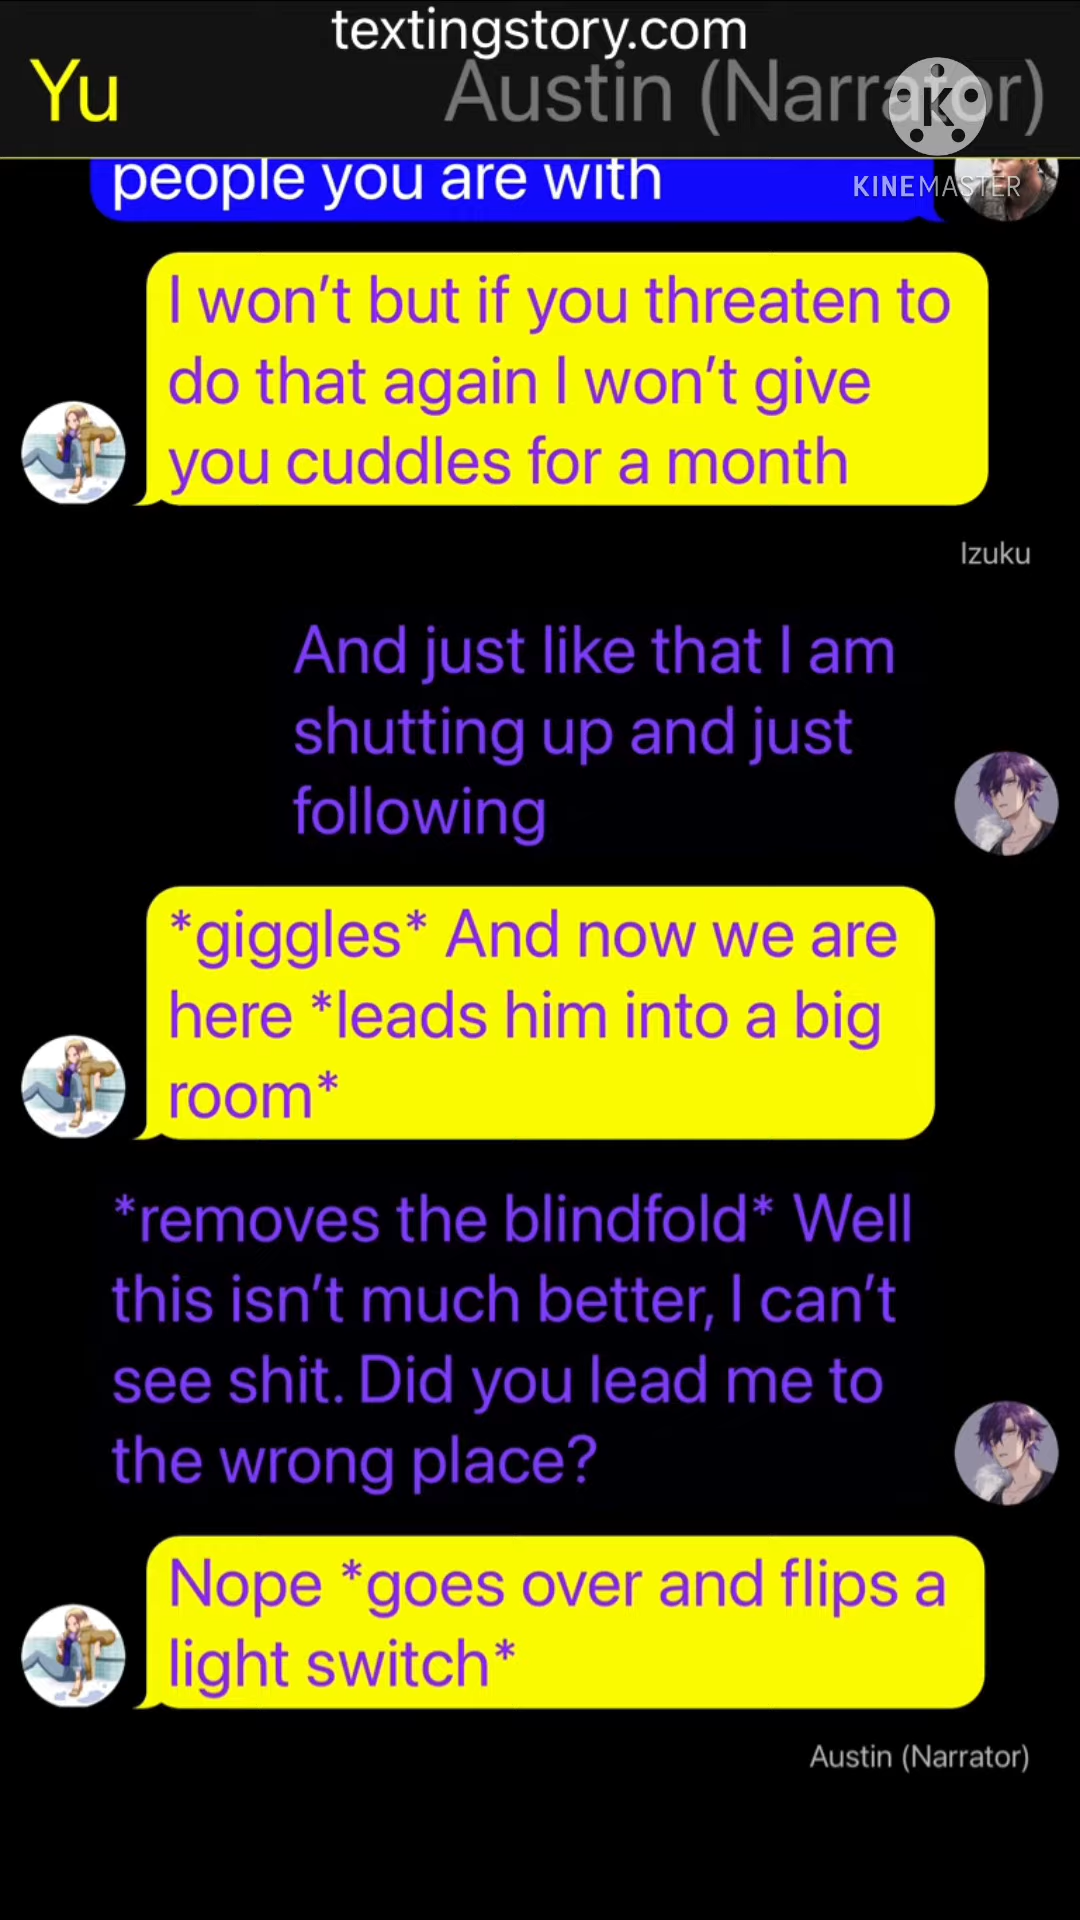 textingstory.com
Yu
Austin (Narrator)
K
KINEMASTER
people you are with
I won’t but if you threaten to
do that again I won’t give
you cuddles for a month
Izuku
And just like that I am
shutting up and just
following
*giggles* And now we are
here *leads him into a big
room*
*removes the blindfold* Well
this isn’t much better, I can’t
see shit. Did you lead me to
the wrong place?
Nope *goes over and flips a
light switch*
Austin (Narrator)